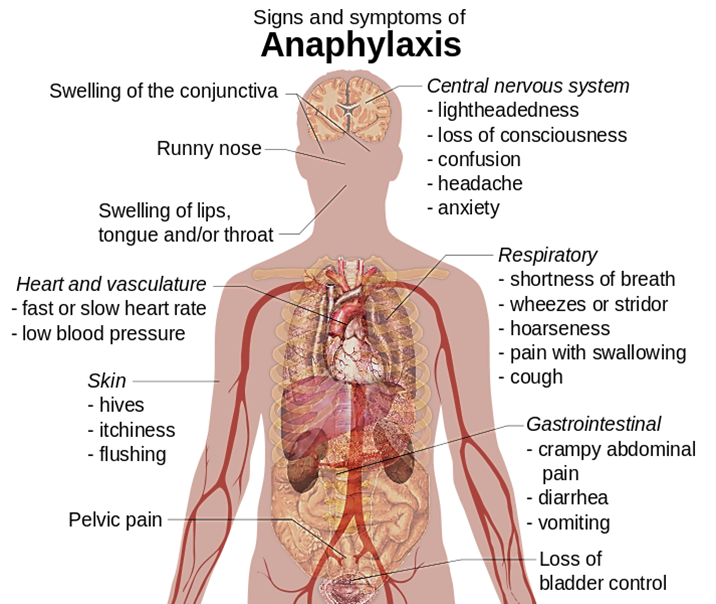 Signs and symptoms of
Anaphylaxis
Swelling of the conjunctiva
Runny nose
Swelling of lips,
tongue and/or throat
Heart and vasculature
- fast or slow heart rate
- low blood pressure
Skin
- hives
- itchiness
- flushing
Pelvic pain
Central nervous system
- lightheadedness
- loss of consciousness
- confusion
- headache
- anxiety
Respiratory
- shortness of breath
- wheezes or stridor
- hoarseness
- pain with swallowing
- cough
Gastrointestinal
- crampy abdominal
pain
- diarrhea
- vomiting
Loss of
bladder control